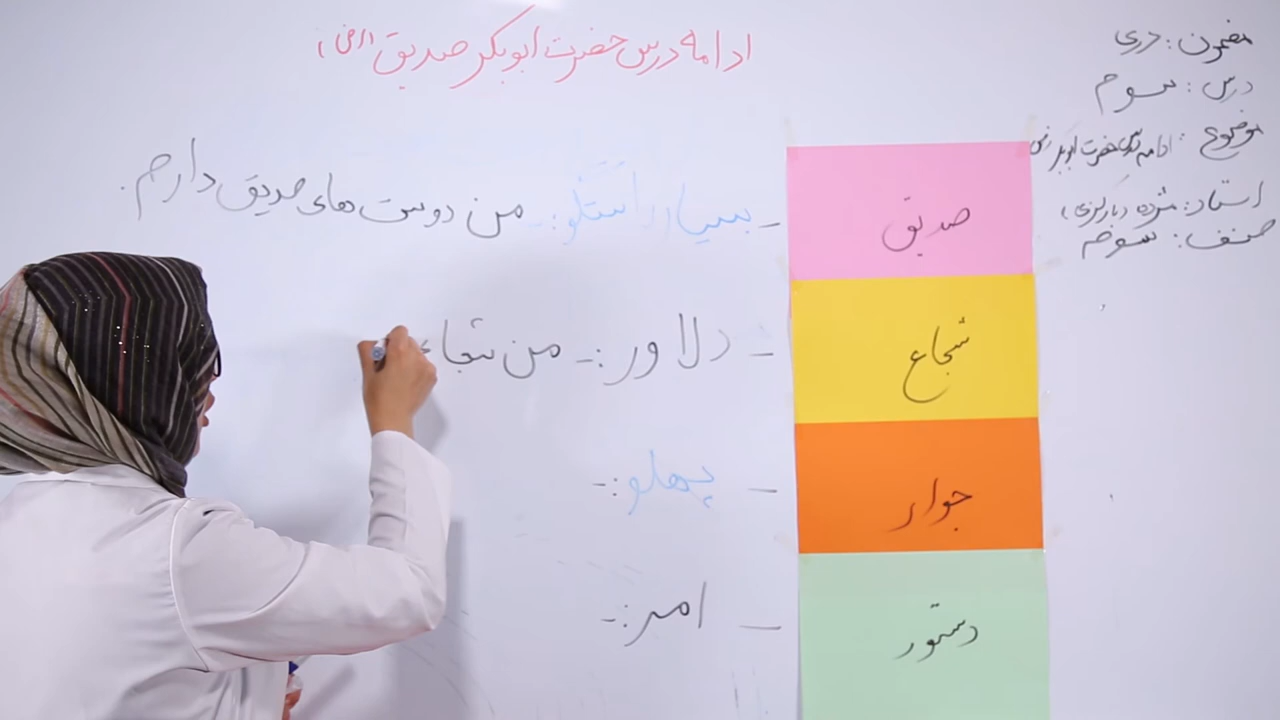 ادامه درس حضرت ابوبکر صدیق (رض)
مضمون: دری
درس: سوم
موضوع: ادامه درس حضرت ابوبکر
استاد: مژده
صنف: سوم
صدیق - بسیار راستگو:- من دوست های صدیق دارم.
شجاع - دلاور:- من شجاع
جوار - پهلو:-
دستور - امر:-